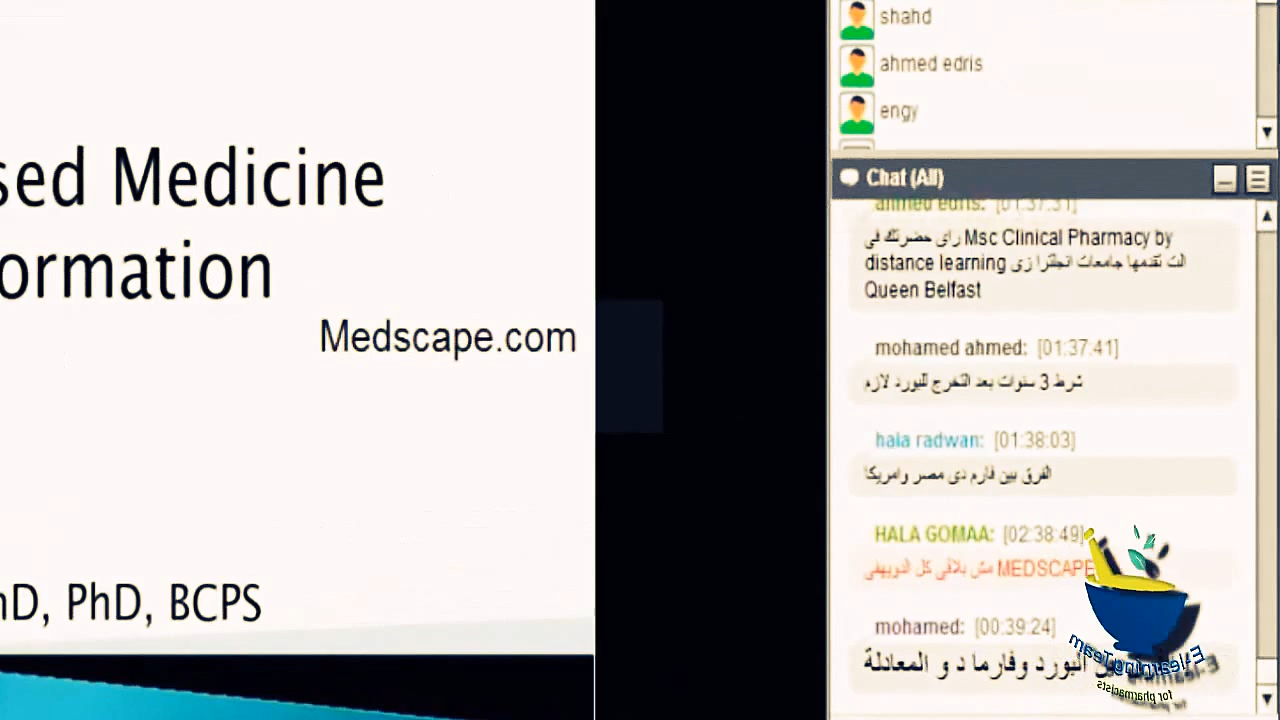 sed Medicine
ormation
Medscape.com
hD, PhD, BCPS
shahd
ahmed edris
engy
Chat (All)
ahmed edris: [01:37:31]
راى حضرتك فى Msc Clinical Pharmacy by
distance learning الت تقدمها جامعات انجلترا زى
Queen Belfast
mohamed ahmed: [01:37:41]
شرط 3 سنوات بعد التخرج للبورد لازم
hala radwan: [01:38:03]
الفرق بين فارم دى مصر وامريكا
HALA GOMAA: [02:38:49]
مش بلاقى كل MEDSCAPE
mohamed: [00:39:24]
البورد وفارما د و المعادلة
E-learning Team
for pharmacists